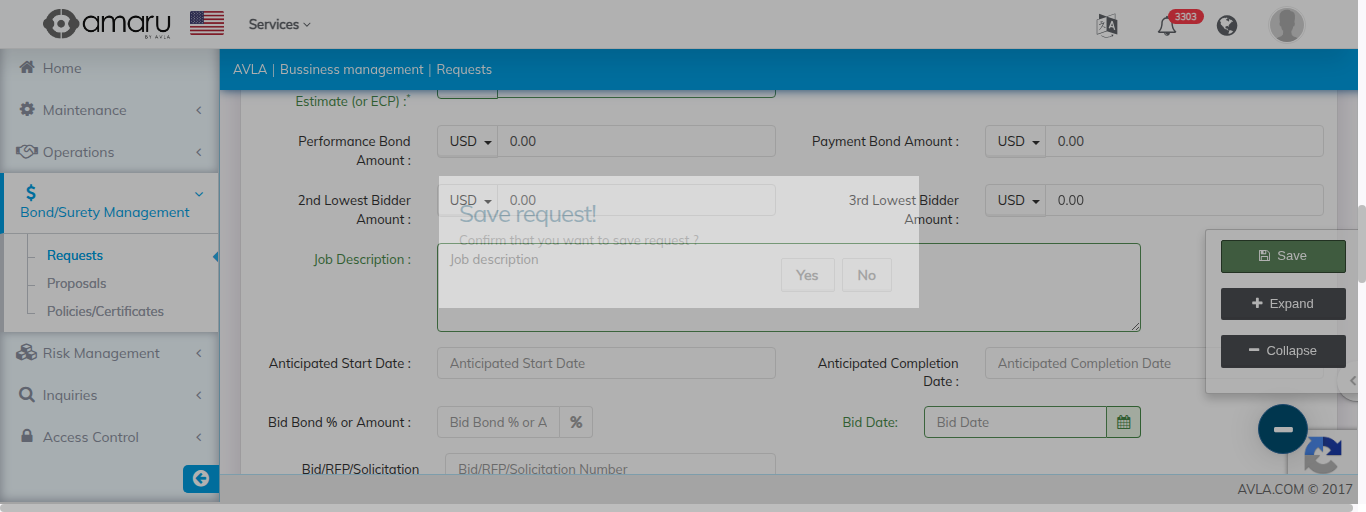 amaru
BY AVLA
Services
3303
Home
Maintenance
Operations
Bond/Surety Management
Requests
Proposals
Policies/Certificates
Risk Management
Inquiries
Access Control
AVLA | Bussiness management | Requests
Estimate (or ECP) :*
Performance Bond
Amount :
USD
0.00
Payment Bond Amount :
USD
0.00
2nd Lowest Bidder
Amount :
USD
0.00
3rd Lowest Bidder
Amount :
USD
0.00
Save request!
Confirm that you want to save request ?
Yes
No
Job Description :
Job description
Save
Expand
Collapse
Anticipated Start Date :
Anticipated Start Date
Anticipated Completion
Date :
Anticipated Completion Date
Bid Bond % or Amount :
Bid Bond % or A
%
Bid Date:
Bid Date
Bid/RFP/Solicitation
Bid/RFP/Solicitation Number
AVLA.COM © 2017